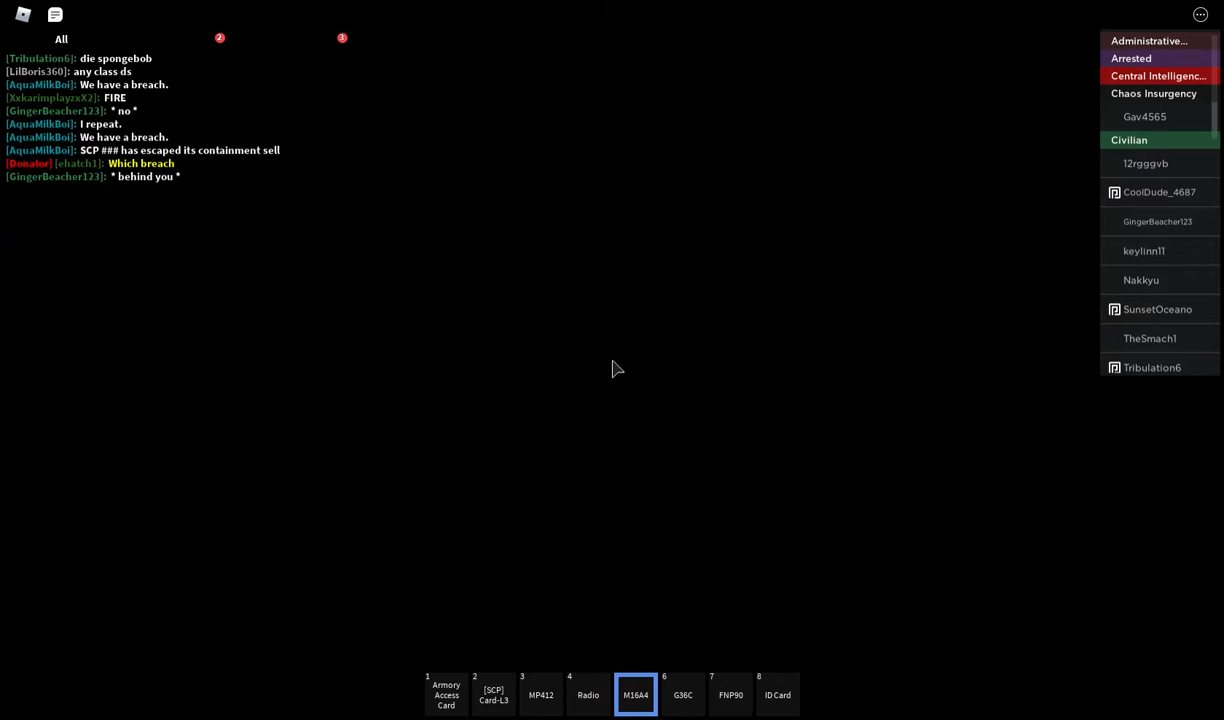 All
2
3
[Tribulation6]: die spongebob
[LilBoris360]: any class ds
[AquaMilkBoi]: We have a breach.
[XxkarimplayzxX2]: FIRE
[GingerBeacher123]: * no *
[AquaMilkBoi]: I repeat.
[AquaMilkBoi]: We have a breach.
[AquaMilkBoi]: SCP ### has escaped its containment sell
[Donator] [ehatch1]: Which breach
[GingerBeacher123]: * behind you *
Administrative...
Arrested
Central Intelligenc...
Chaos Insurgency
Gav4565
Civilian
12rgggvb
CoolDude_4687
GingerBeacher123
keylinn11
Nakkyu
SunsetOceano
TheSmach1
Tribulation6
1 Armory Access Card
2 [SCP] Card-L3
3 MP412
4 Radio
M16A4
6 G36C
7 FNP90
8 ID Card